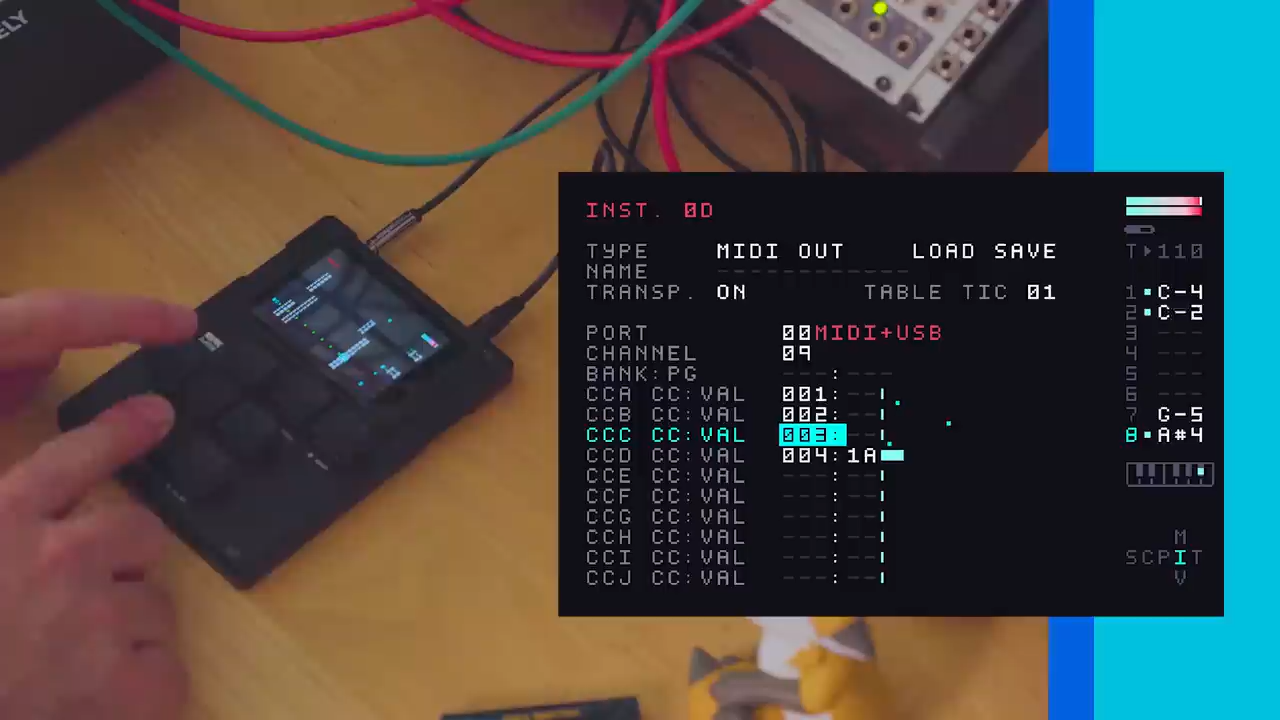 ELY
INST. 0D
TYPE MIDI OUT LOAD SAVE
NAME ------------
TRANSP. ON TABLE TIC 01
PORT 00MIDI+USB
CHANNEL 09
BANK:PG ---:---
CCA CC:VAL 001:--
CCB CC:VAL 002:--
CCC CC:VAL 003:--
CCD CC:VAL 004:1A
CCE CC:VAL ---:--
CCF CC:VAL ---:--
CCG CC:VAL ---:--
CCH CC:VAL ---:--
CCI CC:VAL ---:--
CCJ CC:VAL ---:--
T▸110
1 C-4
2 C-2
3 ---
4 ---
5 ---
6 ---
7 G-5
8 A#4
M
SCPIT
V